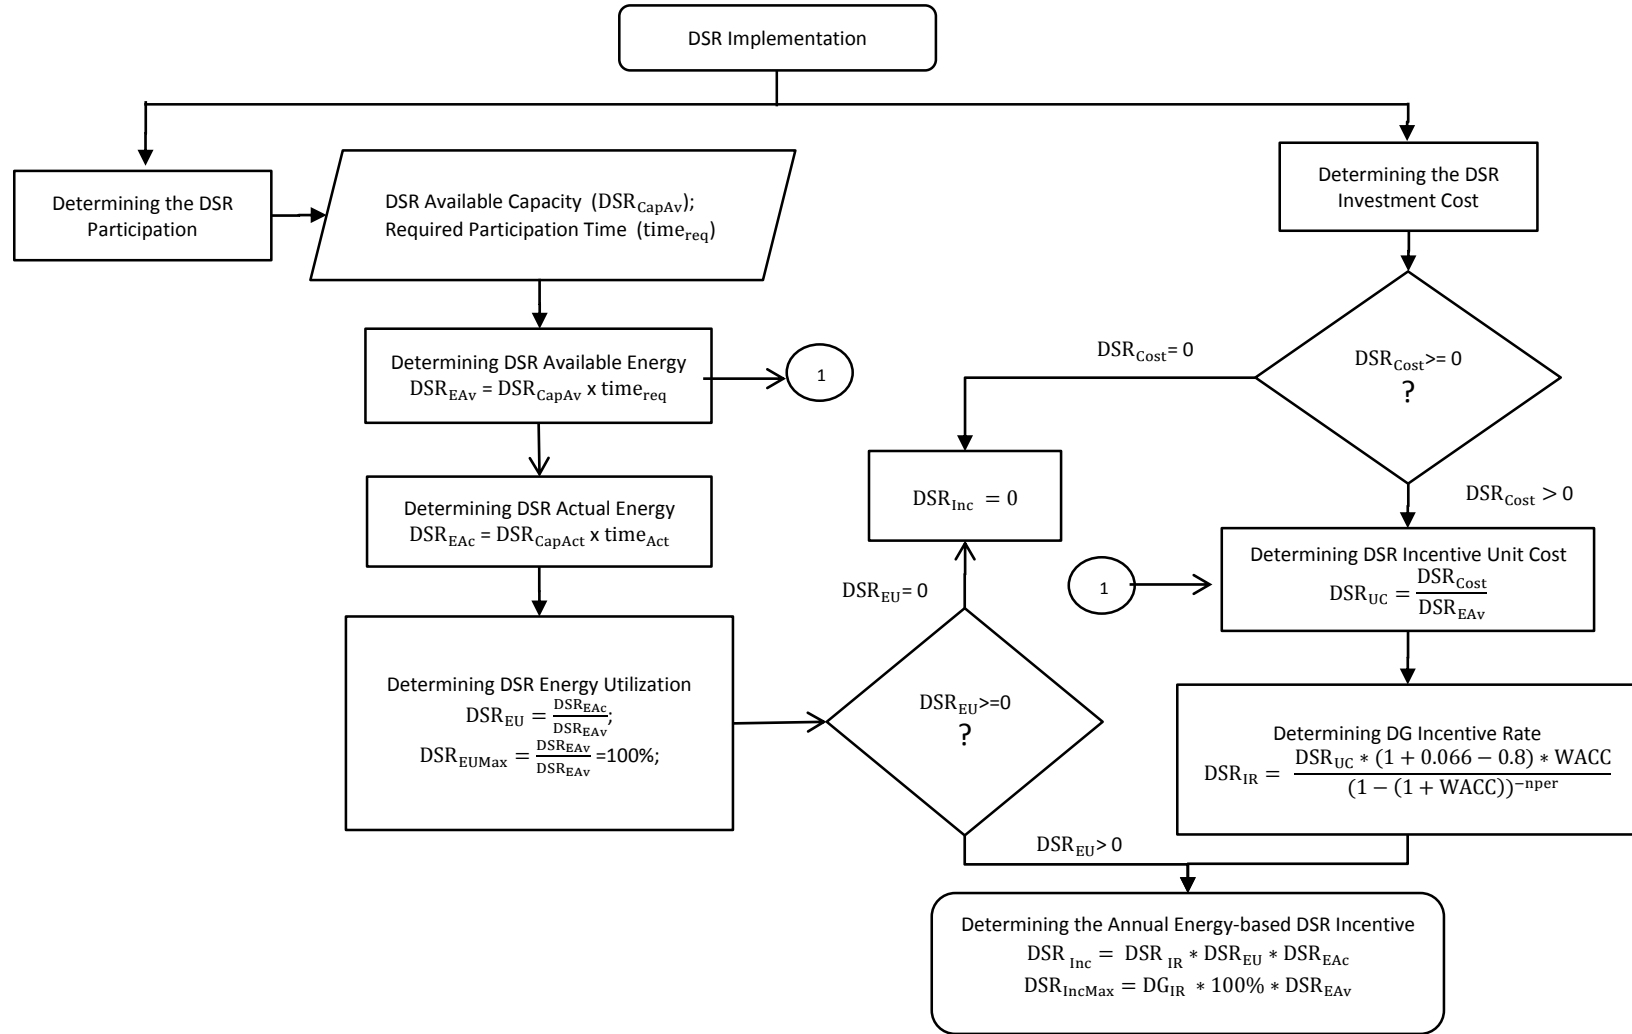 DSR Implementation
Determining the DSR
Participation
DSR Available Capacity (DSR_CapAv);
Required Participation Time (time_req)
Determining the DSR
Investment Cost
Determining DSR Available Energy
DSR_EAv = DSR_CapAv x time_req
1
DSR_Cost= 0
DSR_Cost>= 0
?
Determining DSR Actual Energy
DSR_EAc = DSR_CapAct x time_Act
DSR_Inc = 0
DSR_Cost > 0
DSR_EU= 0
1
Determining DSR Incentive Unit Cost
DSR_UC = DSR_Cost / DSR_EAv
Determining DSR Energy Utilization
DSR_EU = DSR_EAc / DSR_EAv;
DSR_EUMax = DSR_EAv / DSR_EAv =100%;
DSR_EU>=0
?
Determining DG Incentive Rate
DSR_IR = DSR_UC * (1 + 0.066 − 0.8) * WACC / (1 − (1 + WACC))^−nper
DSR_EU> 0
Determining the Annual Energy-based DSR Incentive
DSR_Inc = DSR_IR * DSR_EU * DSR_EAc
DSR_IncMax = DG_IR * 100% * DSR_EAv